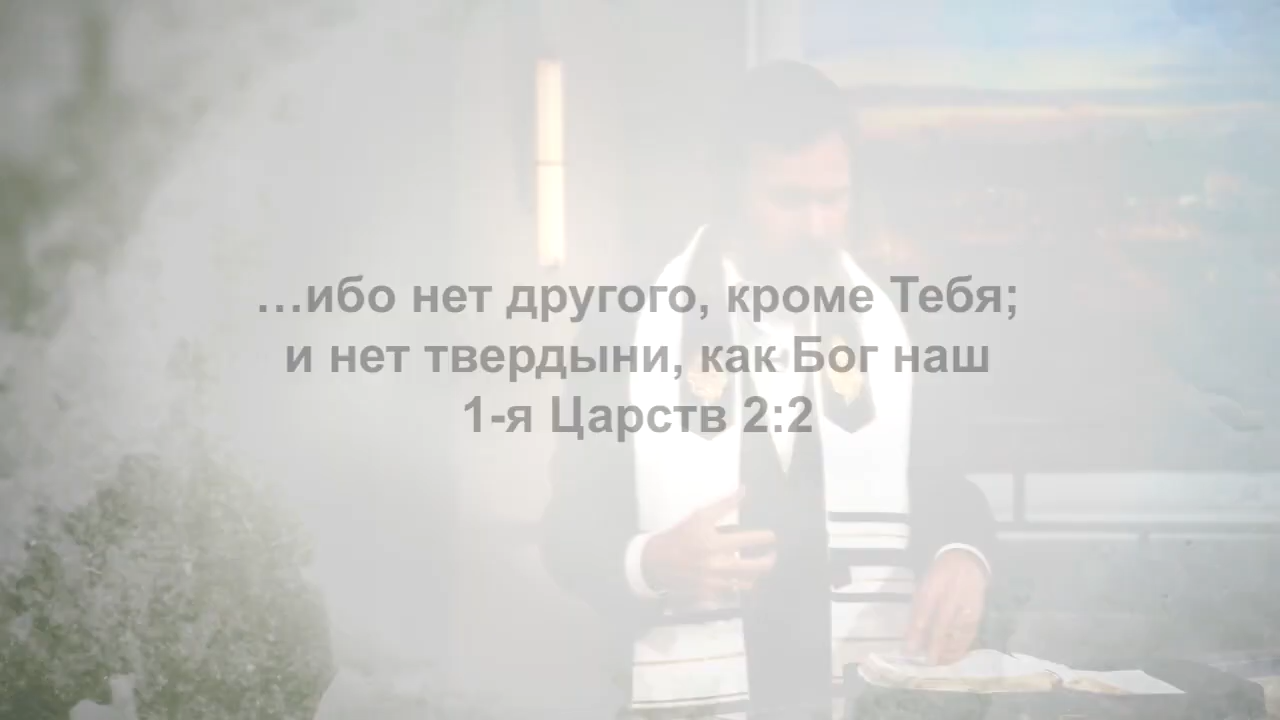 …ибо нет другого, кроме Тебя;
и нет твердыни, как Бог наш
1-я Царств 2:2